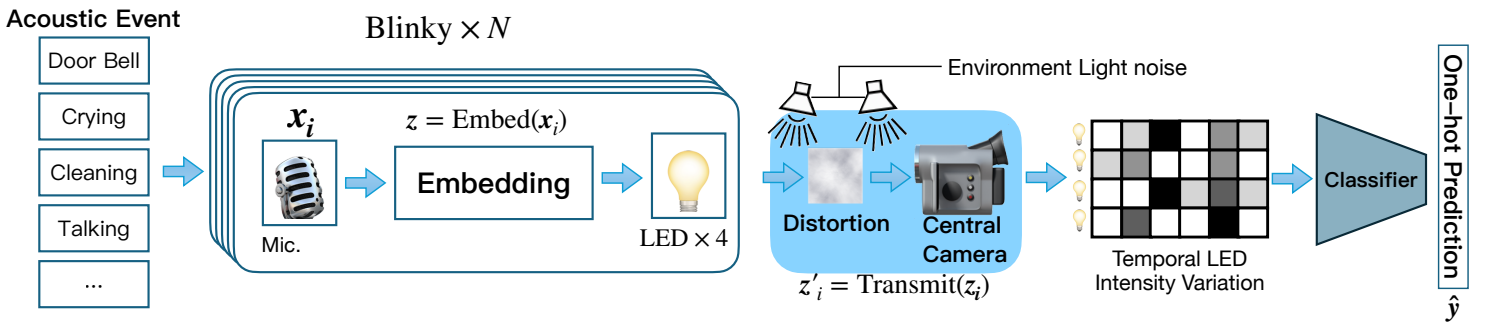 Acoustic Event
Door Bell
Crying
Cleaning
Talking
...
Blinky × N
x_i
z = Embed(x_i)
Embedding
Mic.
LED × 4
Environment Light noise
Distortion
Central
Camera
z'_i = Transmit(z_i)
Temporal LED
Intensity Variation
Classifier
One-hot Prediction
ŷ